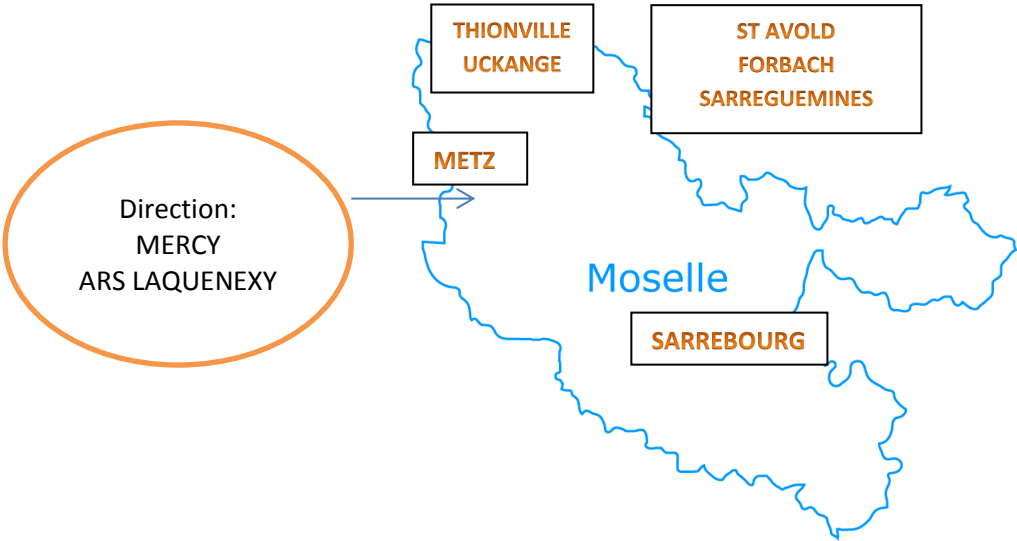 THIONVILLE
UCKANGE
ST AVOLD
FORBACH
SARREGUEMINES
METZ
Direction:
MERCY
ARS LAQUENEXY
Moselle
SARREBOURG